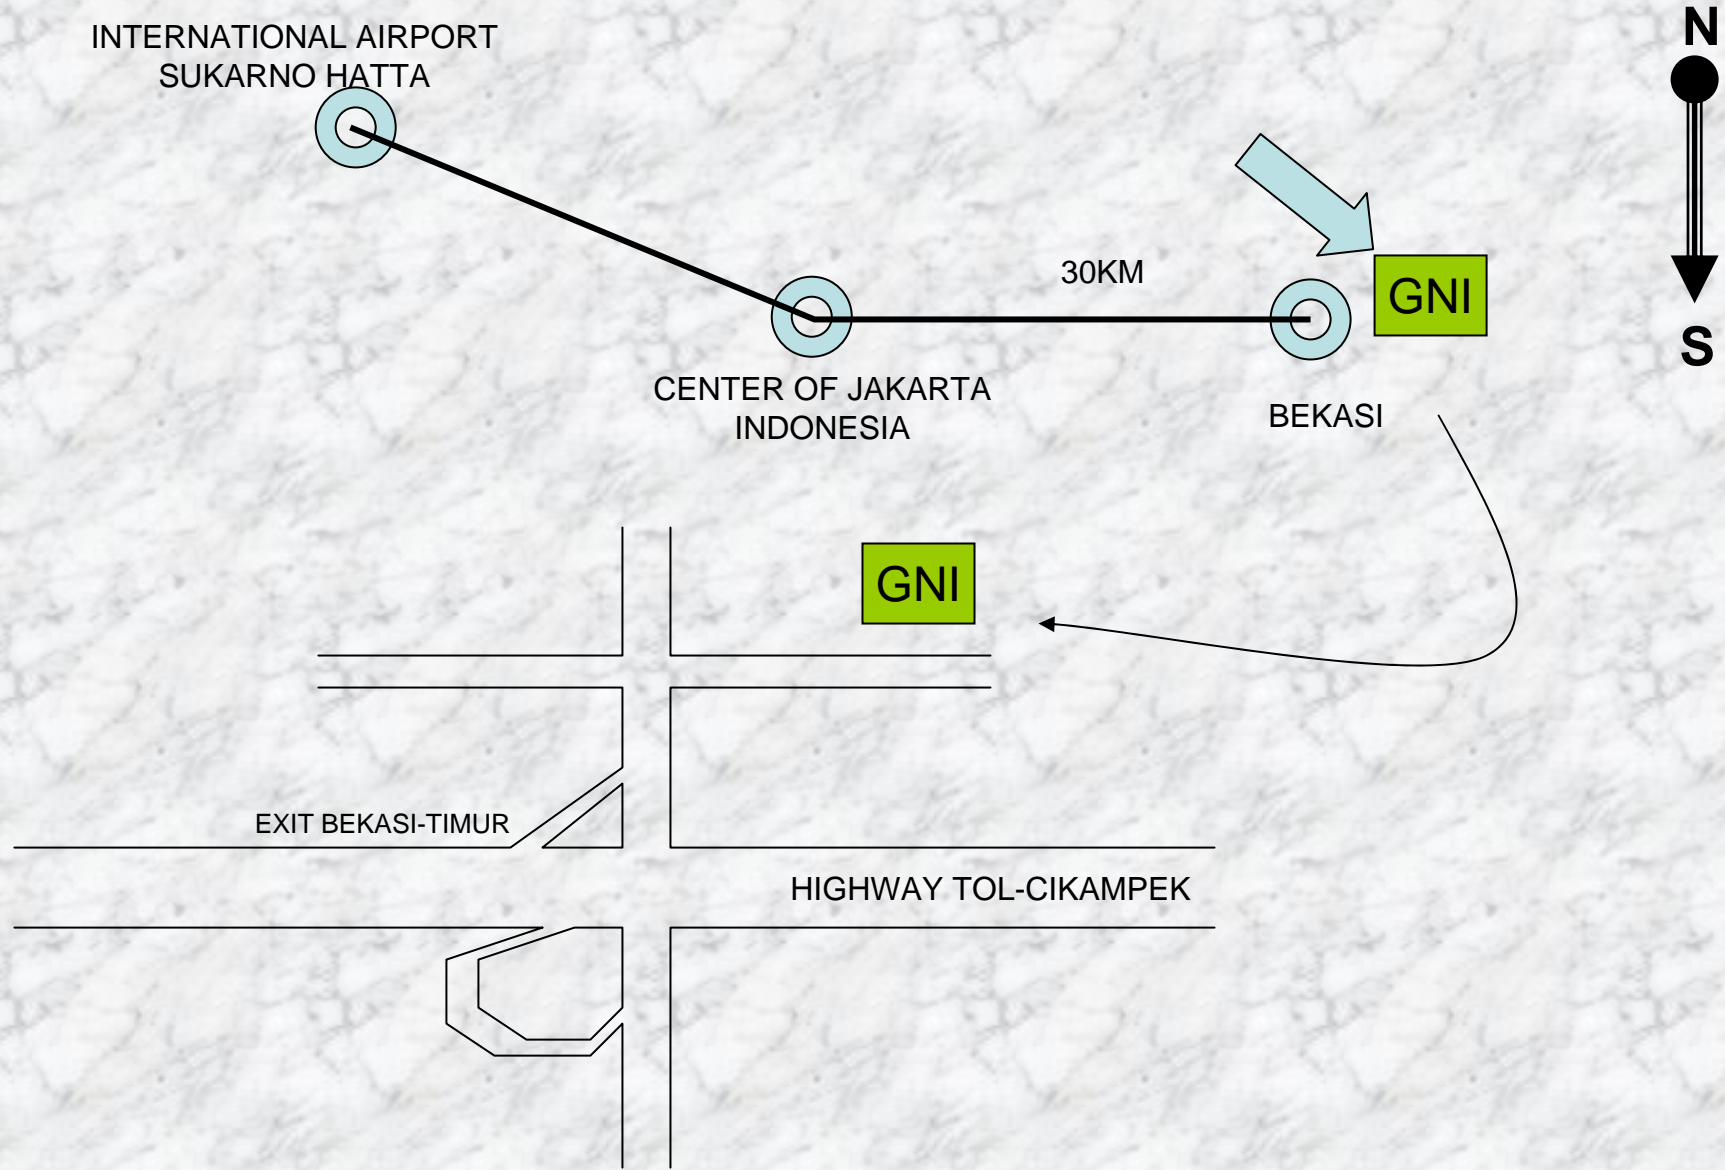 INTERNATIONAL AIRPORT
SUKARNO HATTA
N
30KM
GNI
S
CENTER OF JAKARTA
INDONESIA
BEKASI
GNI
EXIT BEKASI-TIMUR
HIGHWAY TOL-CIKAMPEK